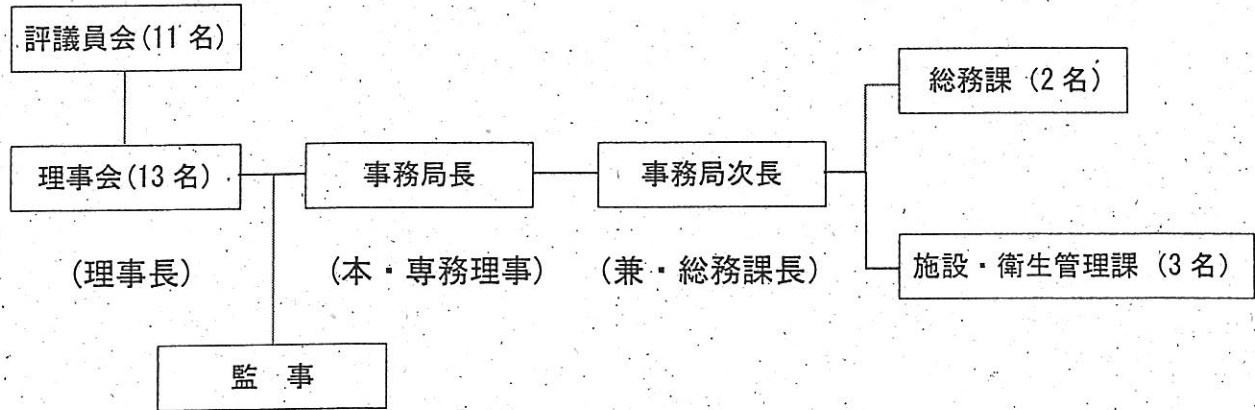 評議員会(11名)
総務課(2名)
理事会(13名)
事務局長
事務局次長
(理事長)
(本・専務理事)
(兼・総務課長)
施設・衛生管理課(3名)
監 事